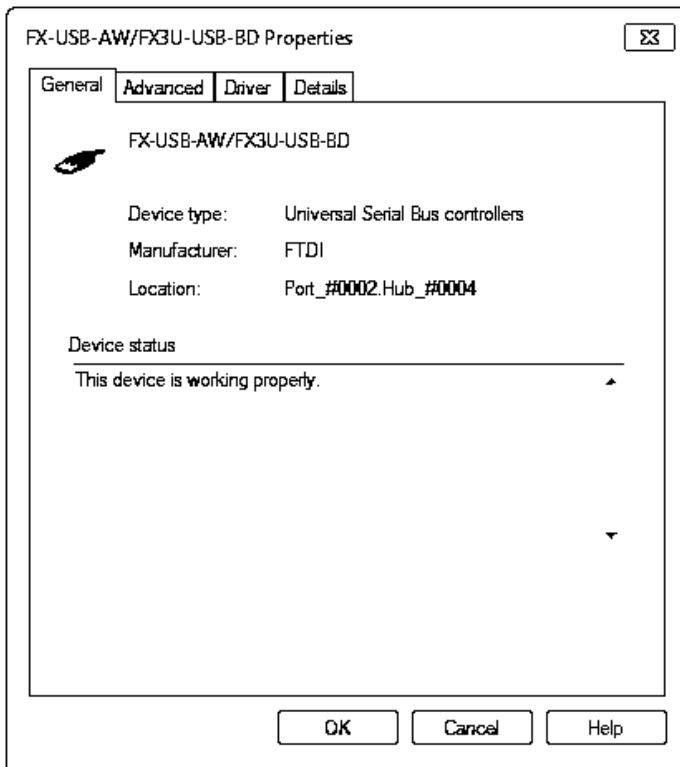 FX-USB-AW/FX3U-USB-BD Properties
General Advanced Driver Details
FX-USB-AW/FX3U-USB-BD
Device type: Universal Serial Bus controllers
Manufacturer: FTDI
Location: Port_#0002.Hub_#0004
Device status
This device is working properly.
OK Cancel Help